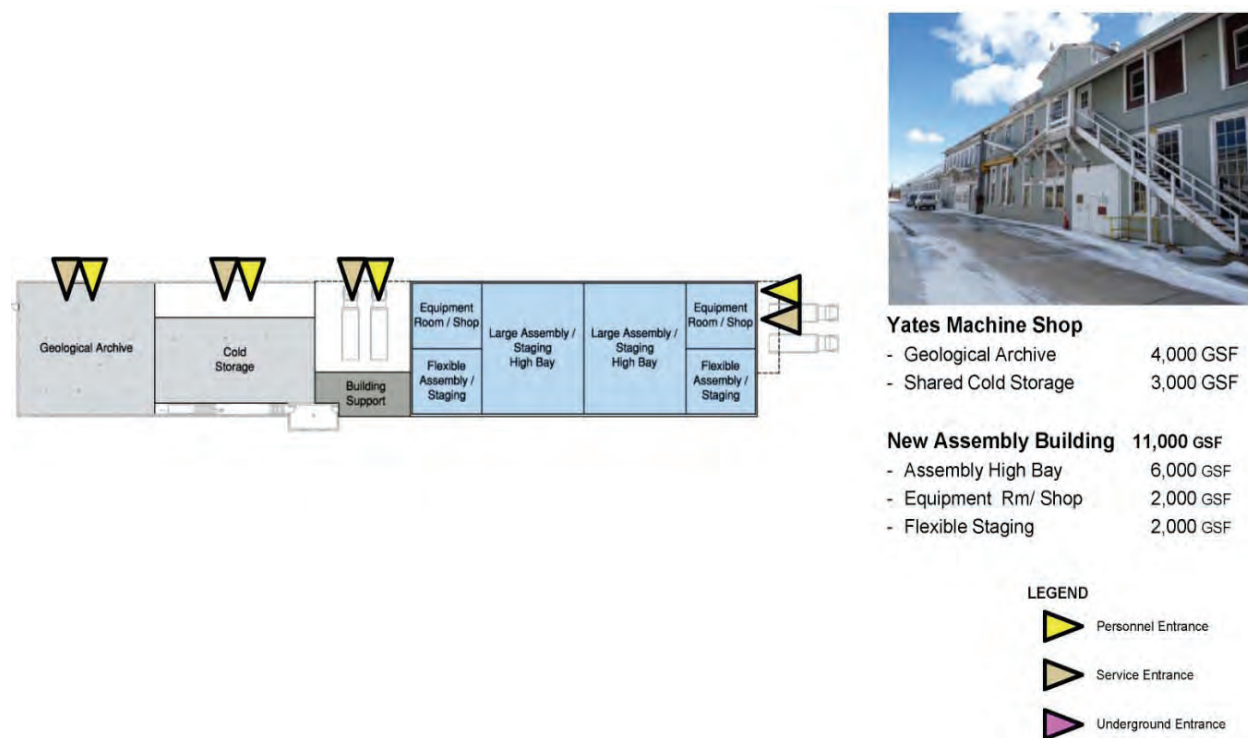 Geological Archive
Cold
Storage
Building
Support
Equipment
Room / Shop
Flexible
Assembly /
Staging
Large Assembly /
Staging
High Bay
Large Assembly /
Staging
High Bay
Equipment
Room / Shop
Flexible
Assembly /
Staging
Yates Machine Shop
- Geological Archive 4,000 GSF
- Shared Cold Storage 3,000 GSF
New Assembly Building 11,000 GSF
- Assembly High Bay 6,000 GSF
- Equipment Rm/ Shop 2,000 GSF
- Flexible Staging 2,000 GSF
LEGEND
Personnel Entrance
Service Entrance
Underground Entrance